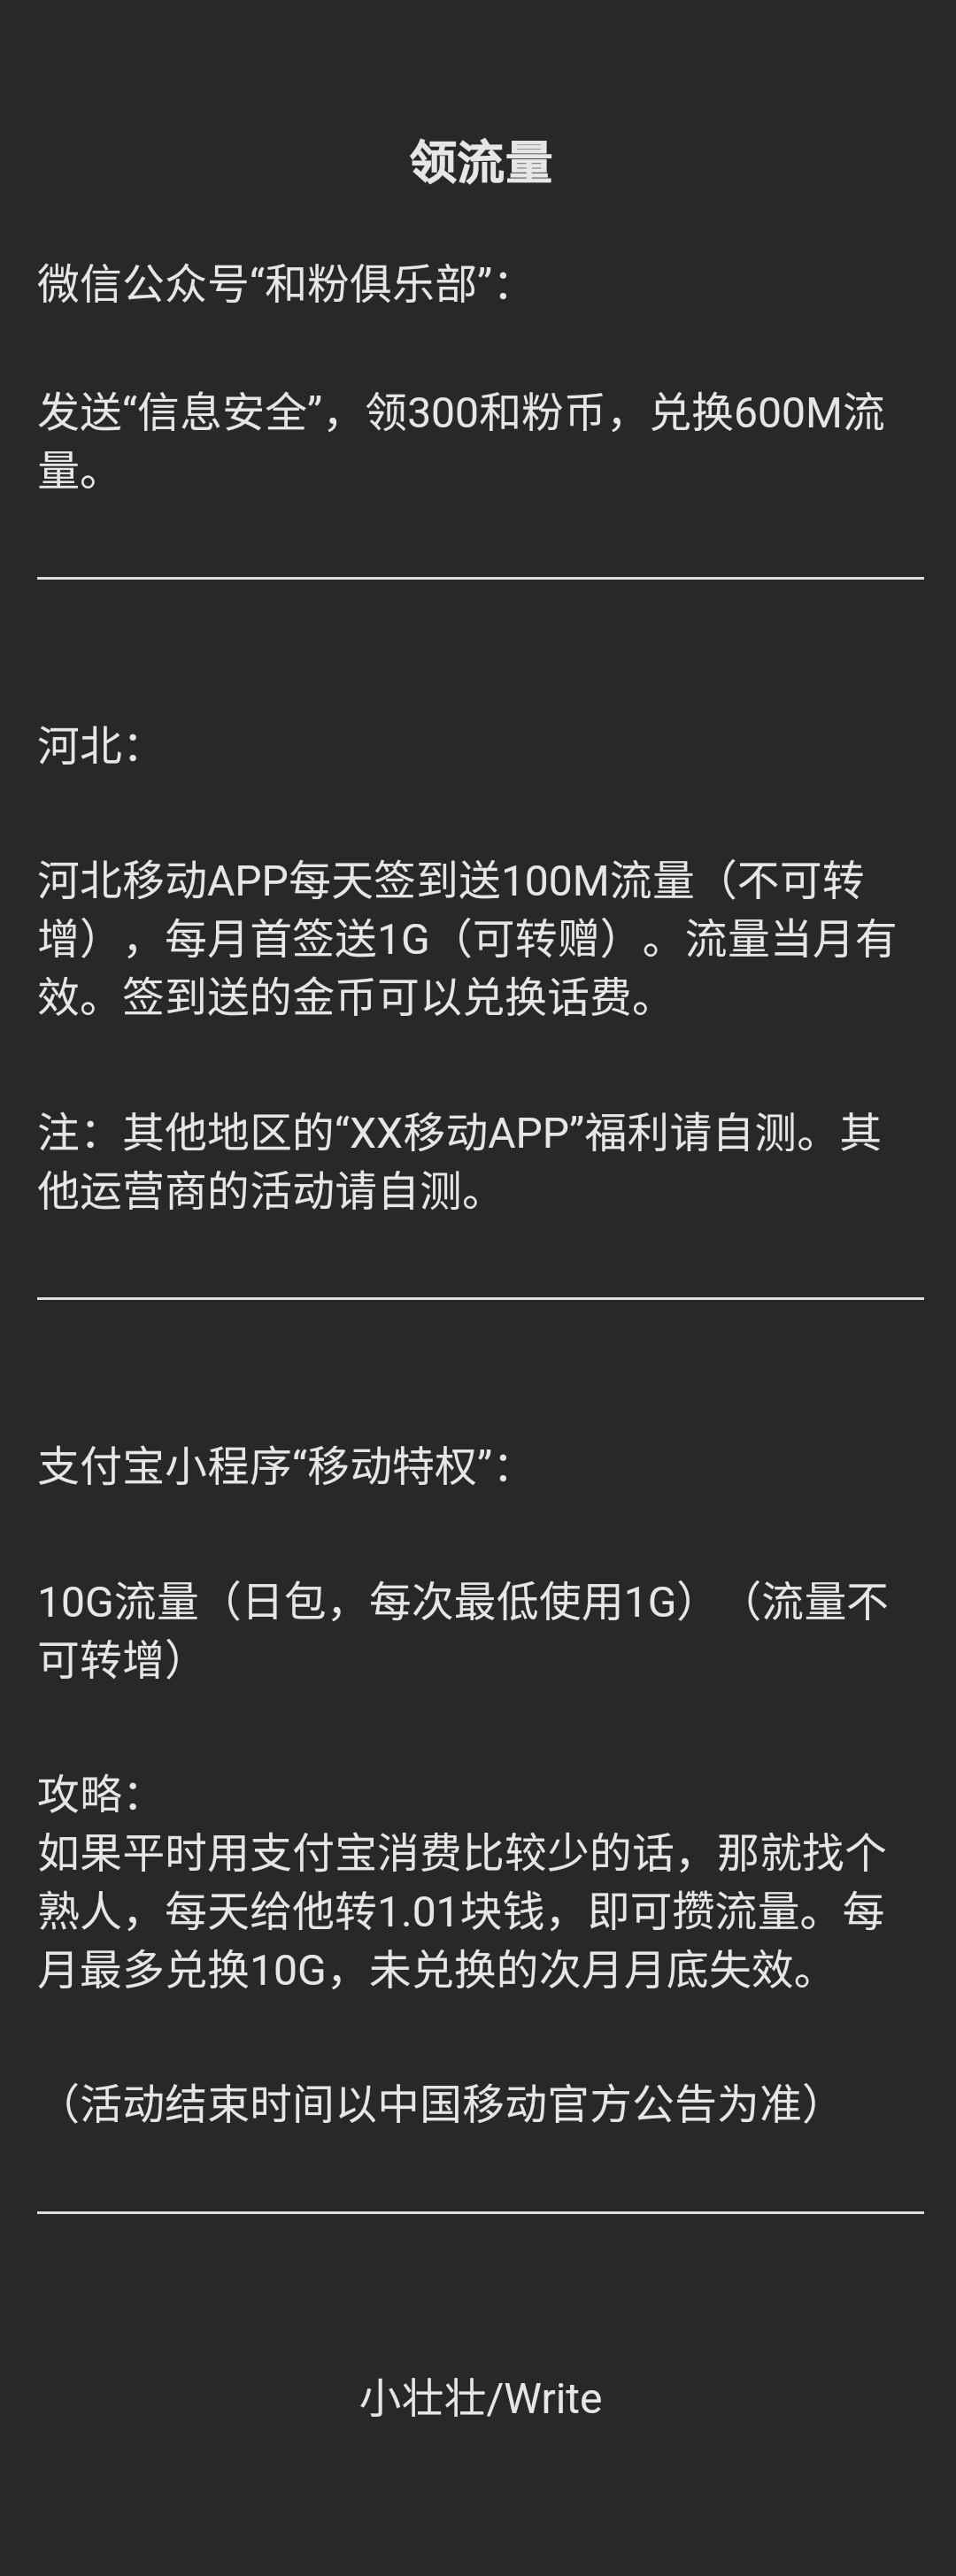 领流量
微信公众号“和粉俱乐部”：
发送“信息安全”，领300和粉币，兑换600M流
量。
河北：
河北移动APP每天签到送100M流量（不可转
增），每月首签送1G（可转赠）。流量当月有
效。签到送的金币可以兑换话费。
注：其他地区的“XX移动APP”福利请自测。其
他运营商的活动请自测。
支付宝小程序“移动特权”：
10G流量（日包，每次最低使用1G）（流量不
可转增）
攻略：
如果平时用支付宝消费比较少的话，那就找个
熟人，每天给他转1.01块钱，即可攒流量。每
月最多兑换10G，未兑换的次月月底失效。
（活动结束时间以中国移动官方公告为准）
小壮壮/Write